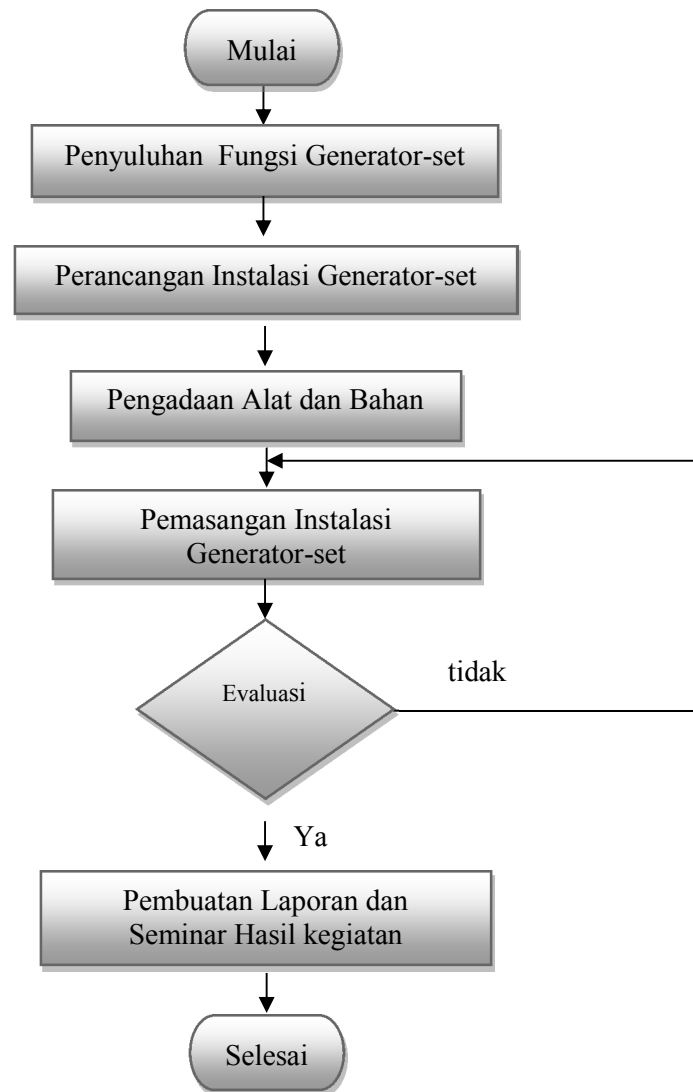 Mulai
Penyuluhan Fungsi Generator-set
Perancangan Instalasi Generator-set
Pengadaan Alat dan Bahan
Pemasangan Instalasi
Generator-set
Evaluasi
tidak
Ya
Pembuatan Laporan dan
Seminar Hasil kegiatan
Selesai